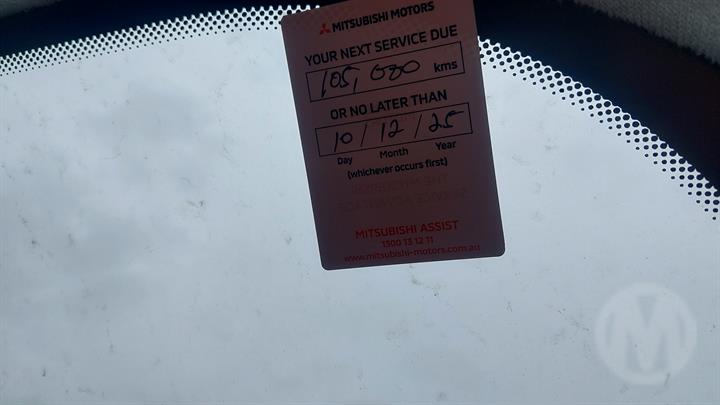 MITSUBISHI MOTORS
YOUR NEXT SERVICE DUE
105,080 kms
OR NO LATER THAN
10 / 12 / 25
Day Month Year
(whichever occurs first)
MITSUBISHI ASSIST
1300 13 12 11
www.mitsubishi-motors.com.au
M